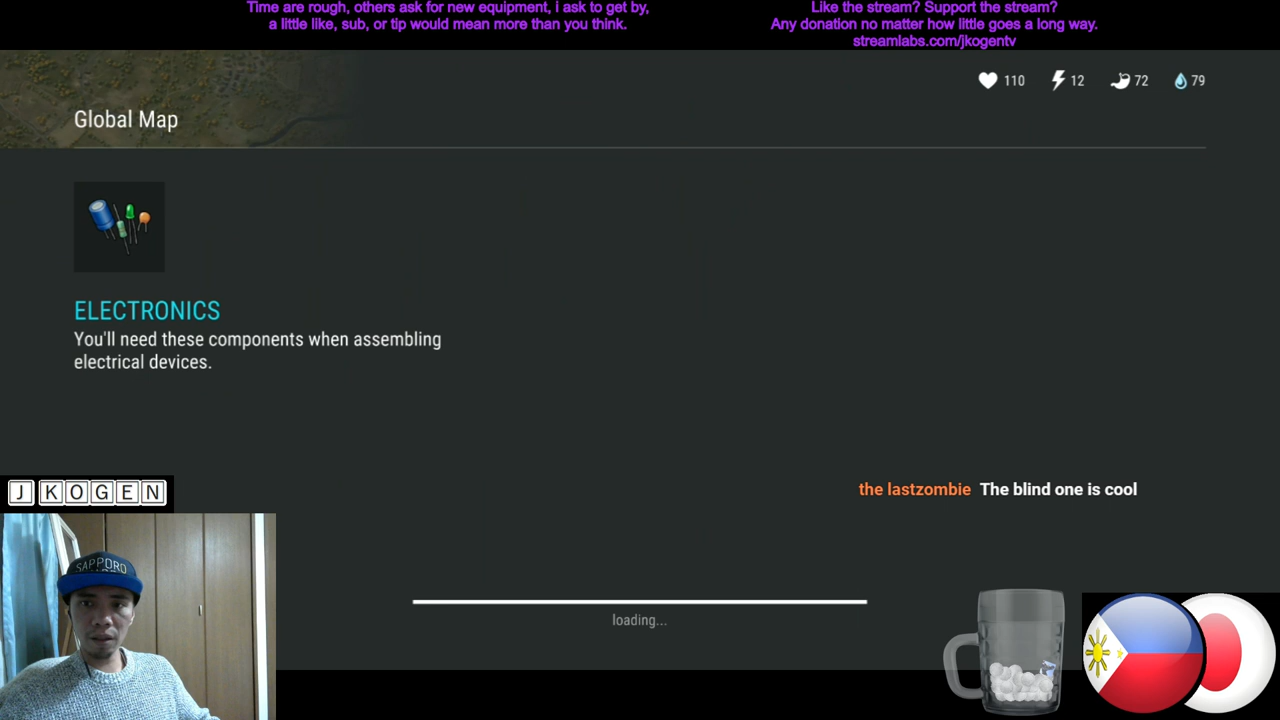 Time are rough, others ask for new equipment, i ask to get by,
a little like, sub, or tip would mean more than you think.
Like the stream? Support the stream?
Any donation no matter how little goes a long way.
streamlabs.com/jkogentv
110
12
72
79
Global Map
ELECTRONICS
You'll need these components when assembling
electrical devices.
J KOGEN
the lastzombie The blind one is cool
SAPPORO
loading...